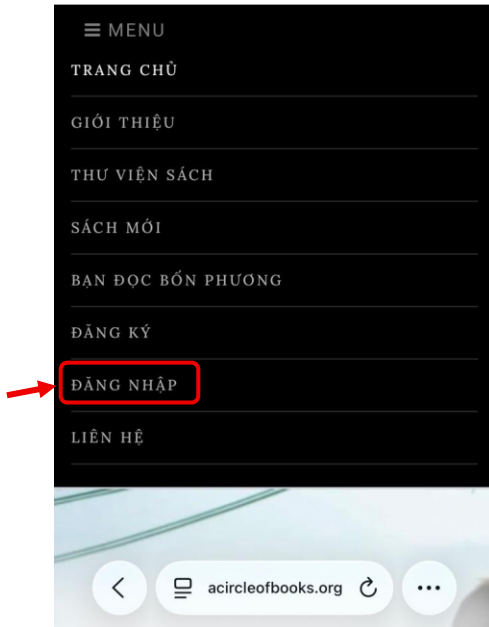 MENU
TRANG CHỦ
GIỚI THIỆU
THƯ VIỆN SÁCH
SÁCH MỚI
BẠN ĐỌC BỐN PHƯƠNG
ĐĂNG KÝ
ĐĂNG NHẬP
LIÊN HỆ
acircleofbooks.org